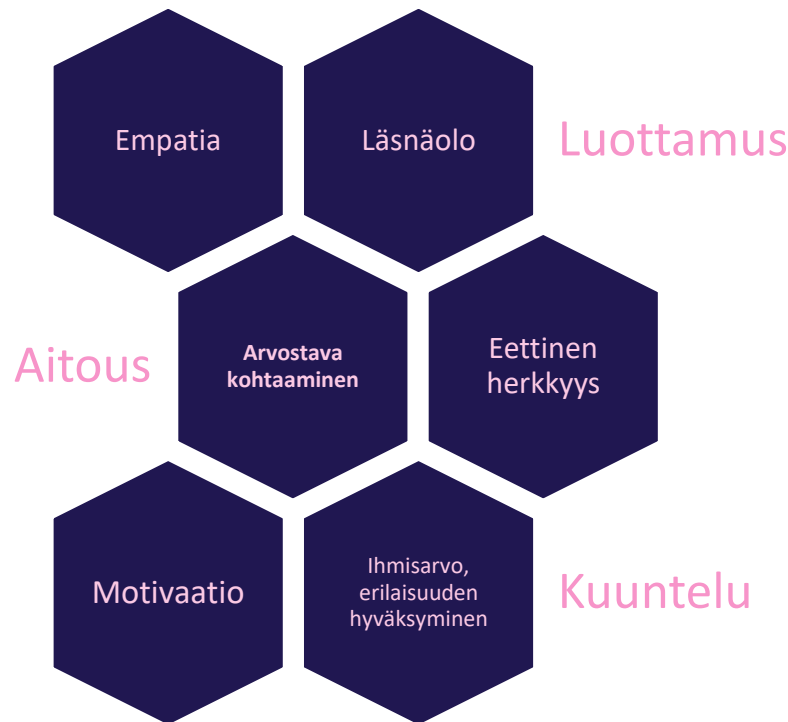 Empatia
Läsnäolo
Luottamus
Aitous
Arvostava
kohtaaminen
Eettinen
herkkyys
Motivaatio
Ihmisarvo,
erilaisuuden
hyväksyminen
Kuuntelu